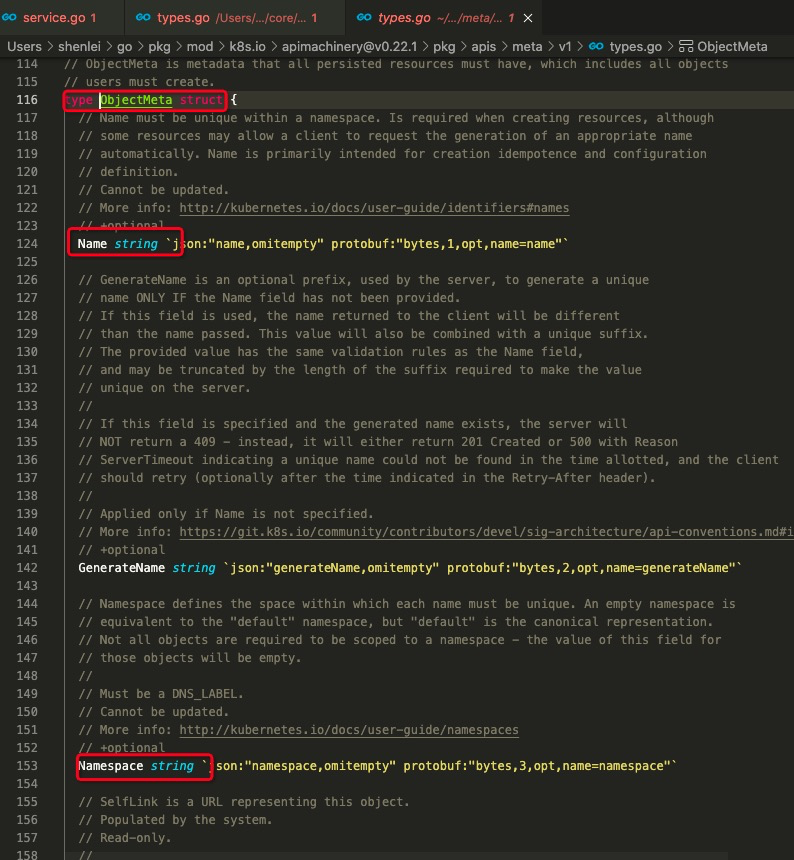 service.go 1 types.go /Users/.../core/... 1 types.go ~/.../meta/... 1
Users > shenlei > go > pkg > mod > k8s.io > apimachinery@v0.22.1 > pkg > apis > meta > v1 > types.go > ObjectMeta
114 // ObjectMeta is metadata that all persisted resources must have, which includes all objects
115 // users must create.
116 type ObjectMeta struct {
117 // Name must be unique within a namespace. Is required when creating resources, although
118 // some resources may allow a client to request the generation of an appropriate name
119 // automatically. Name is primarily intended for creation idempotence and configuration
120 // definition.
121 // Cannot be updated.
122 // More info: http://kubernetes.io/docs/user-guide/identifiers#names
123 // +optional
124 Name string `json:"name,omitempty" protobuf:"bytes,1,opt,name=name"`
125
126 // GenerateName is an optional prefix, used by the server, to generate a unique
127 // name ONLY IF the Name field has not been provided.
128 // If this field is used, the name returned to the client will be different
129 // than the name passed. This value will also be combined with a unique suffix.
130 // The provided value has the same validation rules as the Name field,
131 // and may be truncated by the length of the suffix required to make the value
132 // unique on the server.
133 //
134 // If this field is specified and the generated name exists, the server will
135 // NOT return a 409 - instead, it will either return 201 Created or 500 with Reason
136 // ServerTimeout indicating a unique name could not be found in the time allotted, and the client
137 // should retry (optionally after the time indicated in the Retry-After header).
138 //
139 // Applied only if Name is not specified.
140 // More info: https://git.k8s.io/community/contributors/devel/sig-architecture/api-conventions.md#i
141 // +optional
142 GenerateName string `json:"generateName,omitempty" protobuf:"bytes,2,opt,name=generateName"`
143
144 // Namespace defines the space within which each name must be unique. An empty namespace is
145 // equivalent to the "default" namespace, but "default" is the canonical representation.
146 // Not all objects are required to be scoped to a namespace - the value of this field for
147 // those objects will be empty.
148 //
149 // Must be a DNS_LABEL.
150 // Cannot be updated.
151 // More info: http://kubernetes.io/docs/user-guide/namespaces
152 // +optional
153 Namespace string `json:"namespace,omitempty" protobuf:"bytes,3,opt,name=namespace"`
154
155 // SelfLink is a URL representing this object.
156 // Populated by the system.
157 // Read-only.
158 //